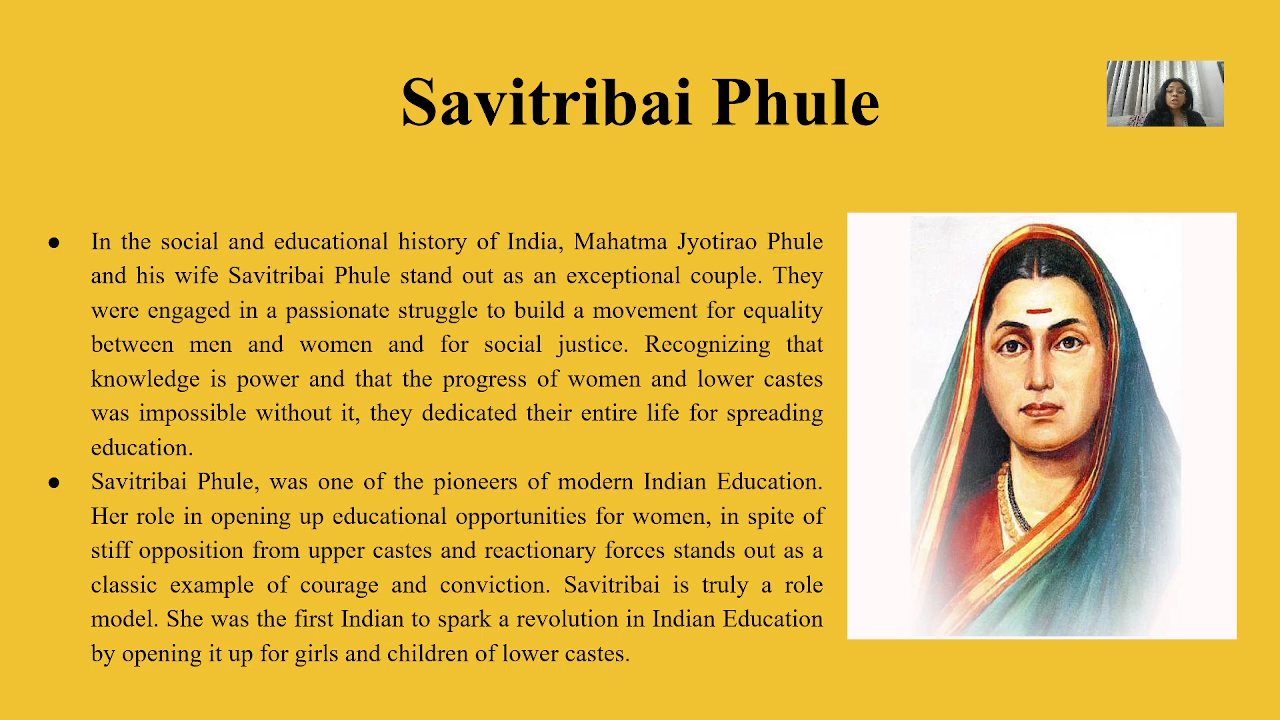 Savitribai Phule
● In the social and educational history of India, Mahatma Jyotirao Phule
and his wife Savitribai Phule stand out as an exceptional couple. They
were engaged in a passionate struggle to build a movement for equality
between men and women and for social justice. Recognizing that
knowledge is power and that the progress of women and lower castes
was impossible without it, they dedicated their entire life for spreading
education.
● Savitribai Phule, was one of the pioneers of modern Indian Education.
Her role in opening up educational opportunities for women, in spite of
stiff opposition from upper castes and reactionary forces stands out as a
classic example of courage and conviction. Savitribai is truly a role
model. She was the first Indian to spark a revolution in Indian Education
by opening it up for girls and children of lower castes.